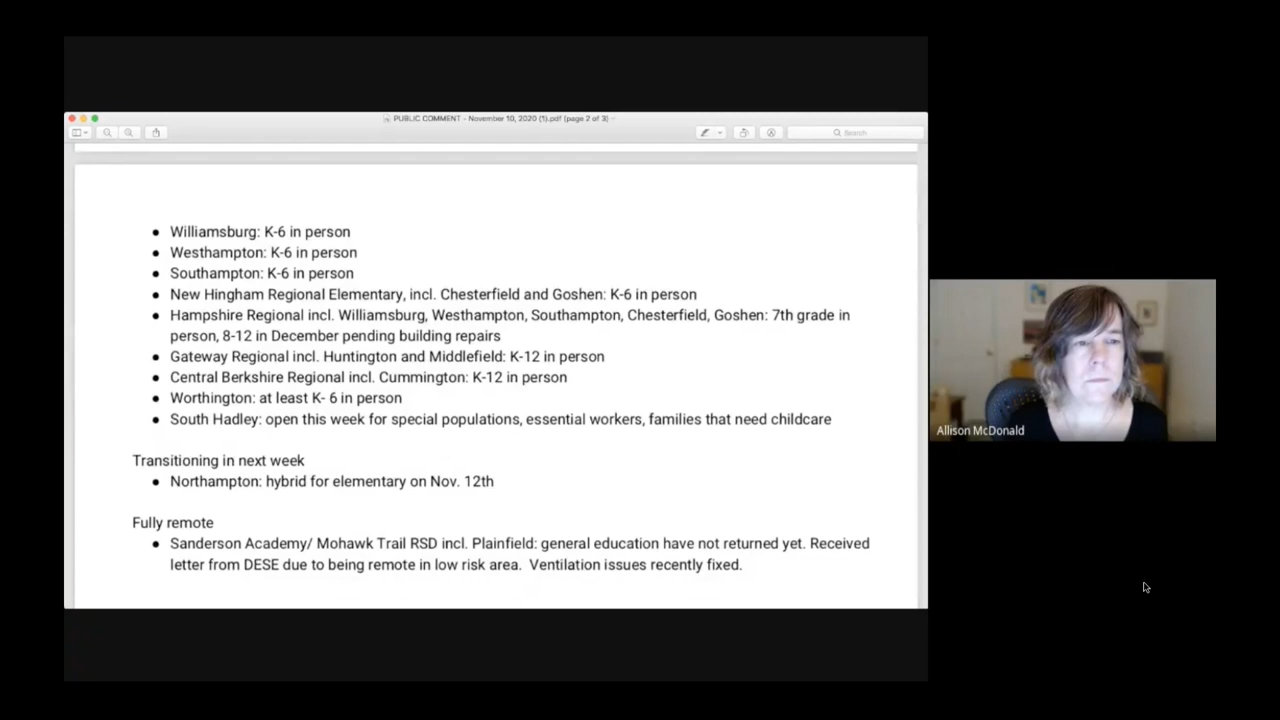 PUBLIC COMMENT - November 10, 2020 (1).pdf (page 2 of 3)
Search
● Williamsburg: K-6 in person
● Westhampton: K-6 in person
● Southampton: K-6 in person
● New Hingham Regional Elementary, incl. Chesterfield and Goshen: K-6 in person
● Hampshire Regional incl. Williamsburg, Westhampton, Southampton, Chesterfield, Goshen: 7th grade in
person, 8-12 in December pending building repairs
● Gateway Regional incl. Huntington and Middlefield: K-12 in person
● Central Berkshire Regional incl. Cummington: K-12 in person
● Worthington: at least K- 6 in person
● South Hadley: open this week for special populations, essential workers, families that need childcare
Transitioning in next week
● Northampton: hybrid for elementary on Nov. 12th
Fully remote
● Sanderson Academy/ Mohawk Trail RSD incl. Plainfield: general education have not returned yet. Received
letter from DESE due to being remote in low risk area.  Ventilation issues recently fixed.
Allison McDonald